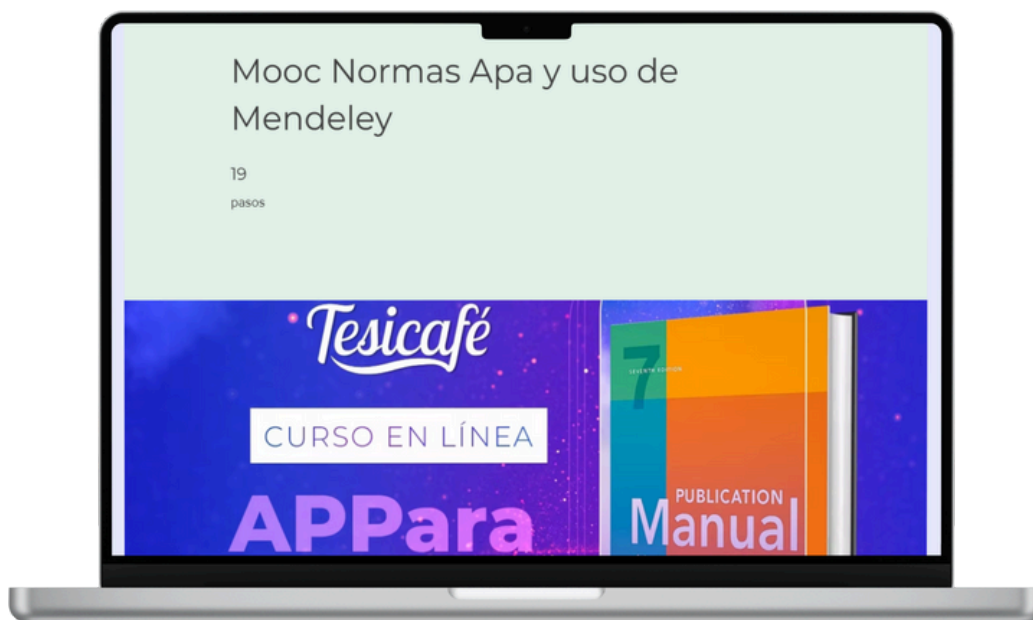 Mooc Normas Apa y uso de
Mendeley
19
pasos
Tesicafé
CURSO EN LÍNEA
APPara
7
SEVENTH EDITION
PUBLICATION
Manual